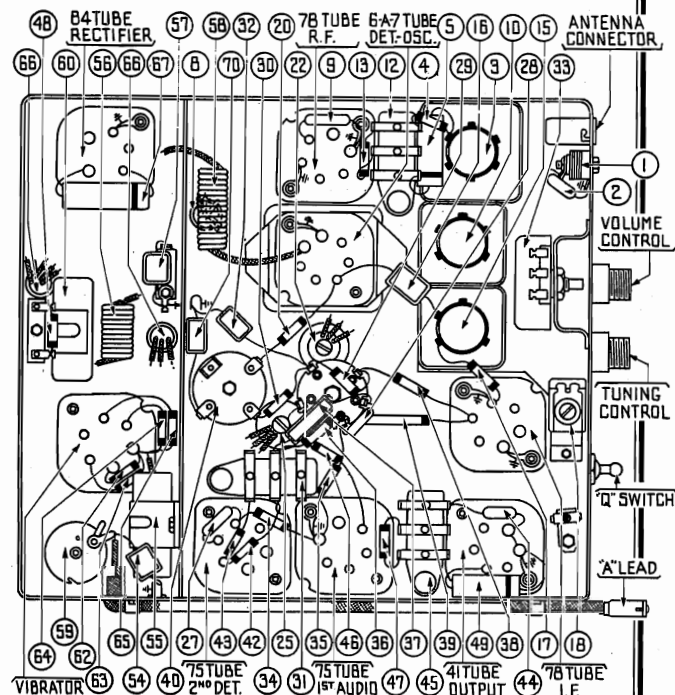 48 84 TUBE RECTIFIER 57 58 32 20 78 TUBE R.F. 6-A-7 TUBE DET.-OSC. 5 16 10 15 ANTENNA CONNECTOR
66 60 56 66 67 8 70 30 22 9 13 12 4 29 3 28 33
1
2
VOLUME CONTROL
TUNING CONTROL
"Q" SWITCH
"A" LEAD
59 65 55 27 43 42 25 35 46 36 37 39 49 38 17 18
64 62 63 54 40 34 31 47 45 44
VIBRATOR
75 TUBE 2ND DET.
75 TUBE 1ST AUDIO
41 TUBE OUTPUT
78 TUBE I.F.